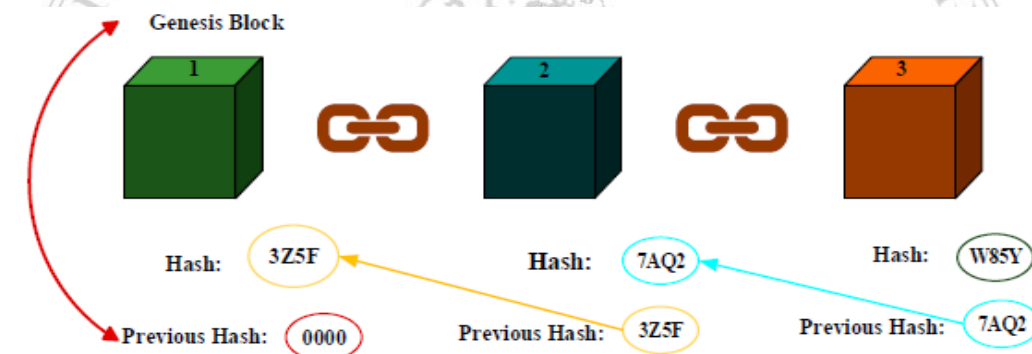 Genesis Block
1
2
3
Hash: 3Z5F
Hash: 7AQ2
Hash: W85Y
Previous Hash: 0000
Previous Hash: 3Z5F
Previous Hash: 7AQ2